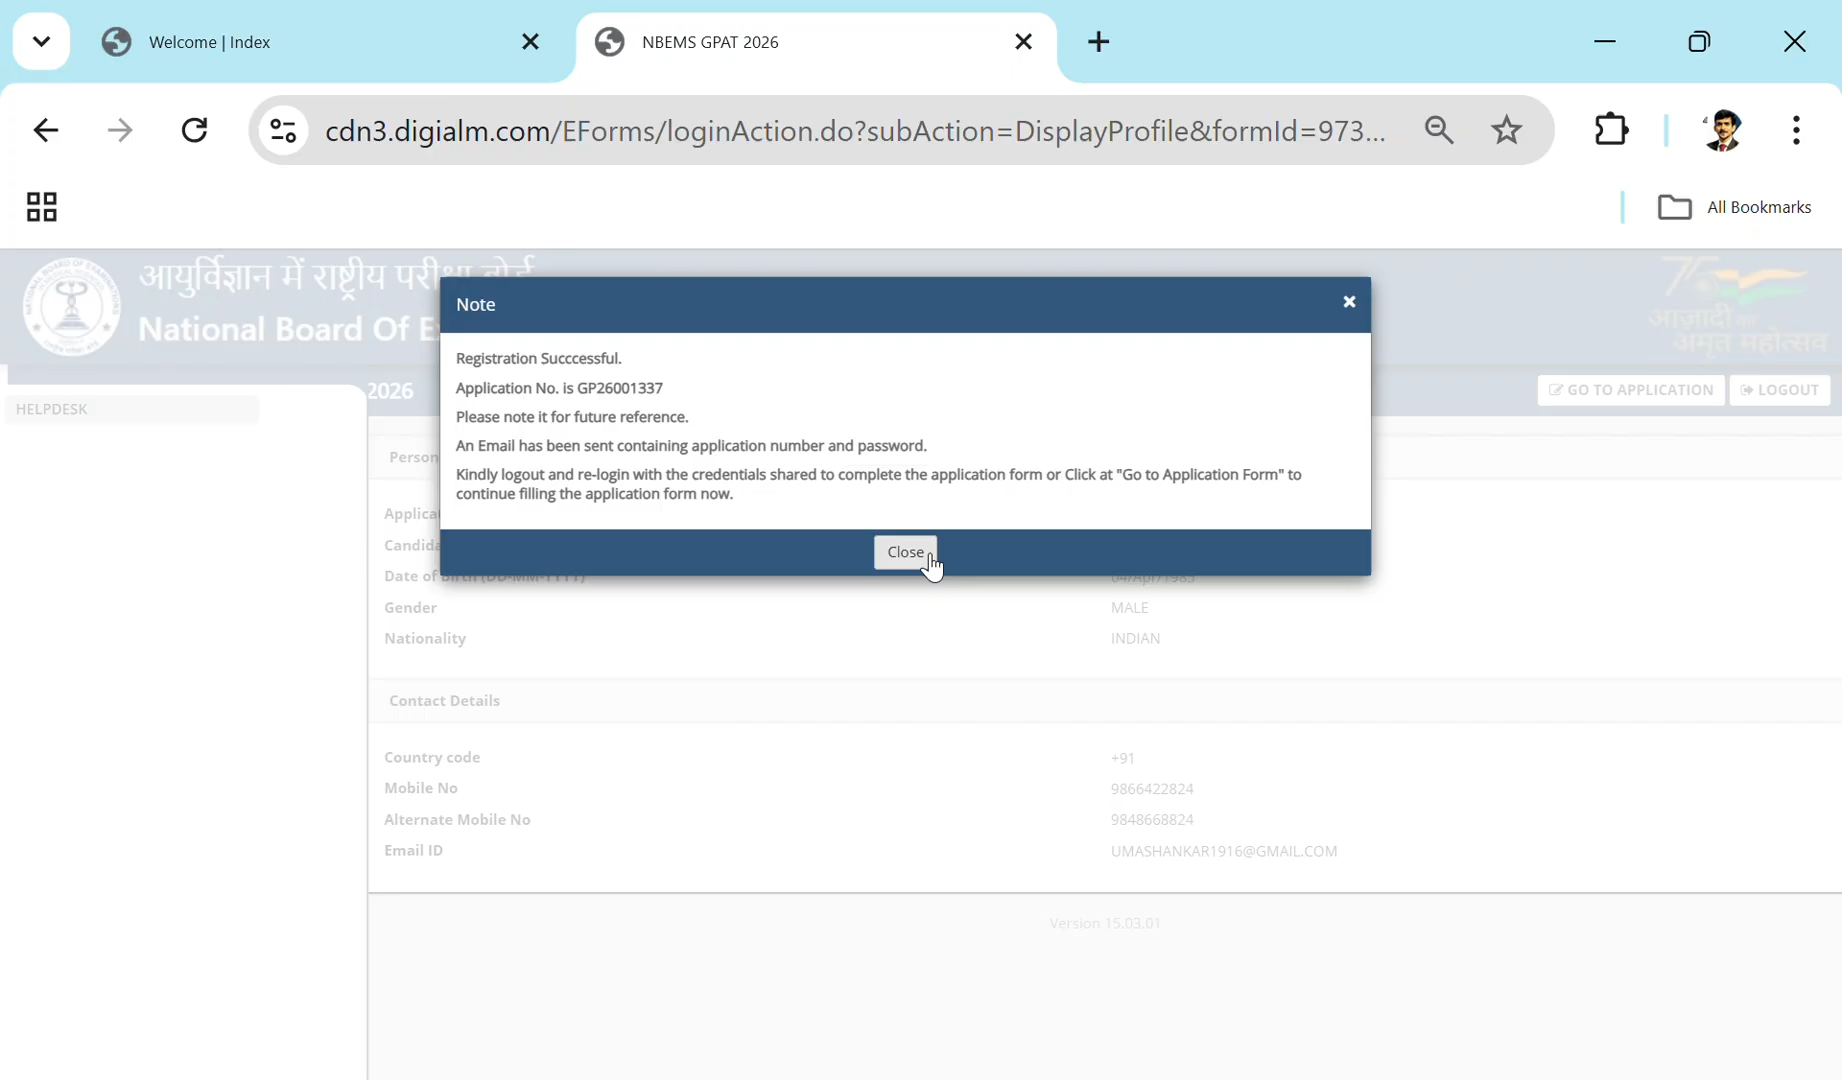 Welcome | Index
NBEMS GPAT 2026
cdn3.digialm.com/EForms/loginAction.do?subAction=DisplayProfile&formId=973...
All Bookmarks
आयुर्विज्ञान में राष्ट्रीय परीक्षा बोर्ड
National Board Of E
आज़ादी का
अमृत महोत्सव
Note
Registration Succcessful.
Application No. is GP26001337
Please note it for future reference.
An Email has been sent containing application number and password.
Kindly logout and re-login with the credentials shared to complete the application form or Click at "Go to Application Form" to
continue filling the application form now.
Close
2026
GO TO APPLICATION
LOGOUT
HELPDESK
Person
Applica
Candida
Date of Birth (DD-MM-YYYY)
04/Apr/1985
Gender
MALE
Nationality
INDIAN
Contact Details
Country code
+91
Mobile No
9866422824
Alternate Mobile No
9848668824
Email ID
UMASHANKAR1916@GMAIL.COM
Version 15.03.01